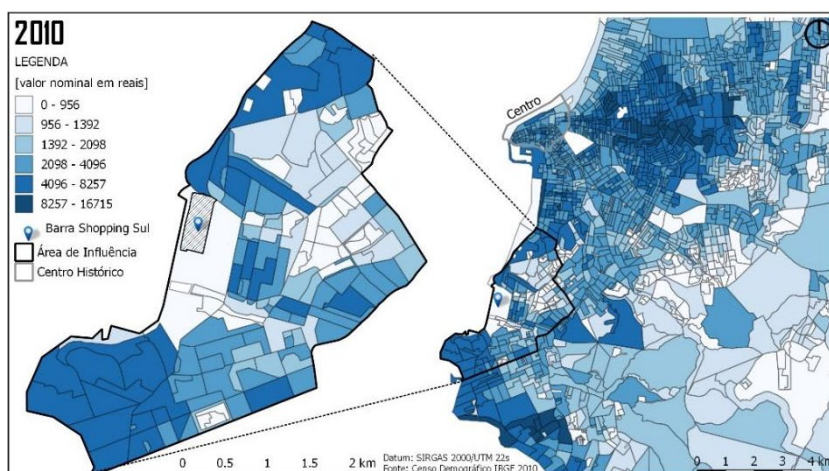 2010
LEGENDA
[valor nominal em reais]
0 - 956
956 - 1392
1392 - 2098
2098 - 4096
4096 - 8257
8257 - 16715
Barra Shopping Sul
Área de Influência
Centro Histórico
Centro
0 0.5 1 2 km
Datum: SIRGAS 2000/UTM 22s
Fonte: Censo Demográfico IBGE 2010
0 1 2 3 4 km